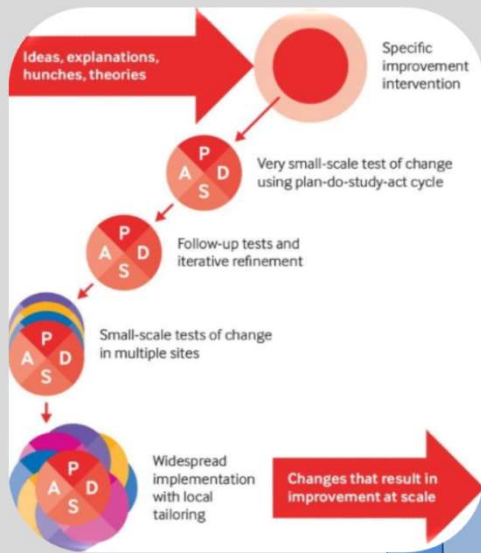 Ideas, explanations,
hunches, theories
Specific
improvement
intervention
P
A D
S
Very small-scale test of change
using plan-do-study-act cycle
P
A D
S
Follow-up tests and
iterative refinement
P
A D
S
Small-scale tests of change
in multiple sites
P
A D
S
Widespread
implementation
with local
tailoring
Changes that result in
improvement at scale